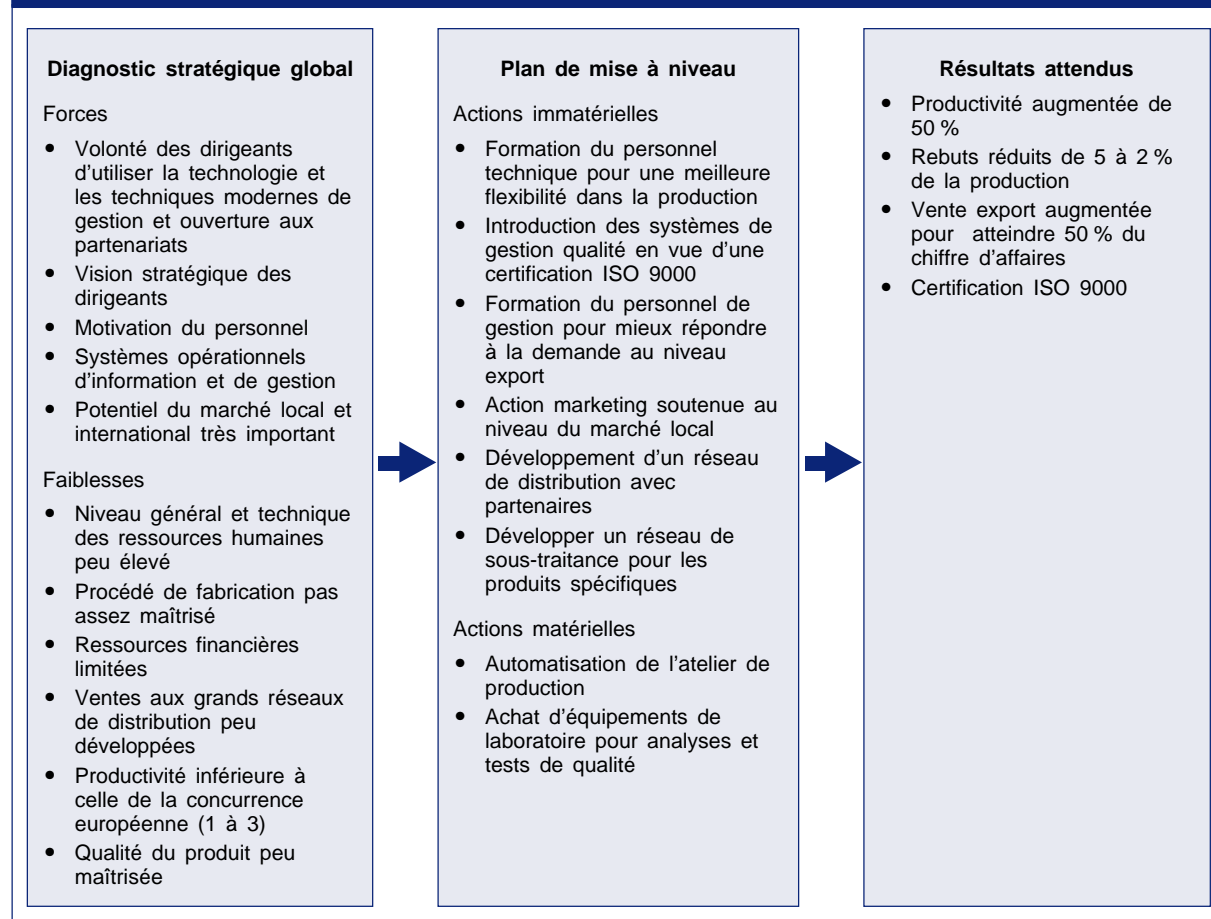 Diagnostic stratégique global
Forces
• Volonté des dirigeants
d'utiliser la technologie et
les techniques modernes de
gestion et ouverture aux
partenariats
• Vision stratégique des
dirigeants
• Motivation du personnel
• Systèmes opérationnels
d'information et de gestion
• Potentiel du marché local et
international très important
Faiblesses
• Niveau général et technique
des ressources humaines
peu élevé
• Procédé de fabrication pas
assez maîtrisé
• Ressources financières
limitées
• Ventes aux grands réseaux
de distribution peu
développées
• Productivité inférieure à
celle de la concurrence
européenne (1 à 3)
• Qualité du produit peu
maîtrisée
Plan de mise à niveau
Actions immatérielles
• Formation du personnel
technique pour une meilleure
flexibilité dans la production
• Introduction des systèmes de
gestion qualité en vue d'une
certification ISO 9000
• Formation du personnel de
gestion pour mieux répondre
à la demande au niveau
export
• Action marketing soutenue au
niveau du marché local
• Développement d'un réseau
de distribution avec
partenaires
• Développer un réseau de
sous-traitance pour les
produits spécifiques
Actions matérielles
• Automatisation de l'atelier de
production
• Achat d'équipements de
laboratoire pour analyses et
tests de qualité
Résultats attendus
• Productivité augmentée de
50 %
• Rebuts réduits de 5 à 2 %
de la production
• Vente export augmentée
pour atteindre 50 % du
chiffre d'affaires
• Certification ISO 9000